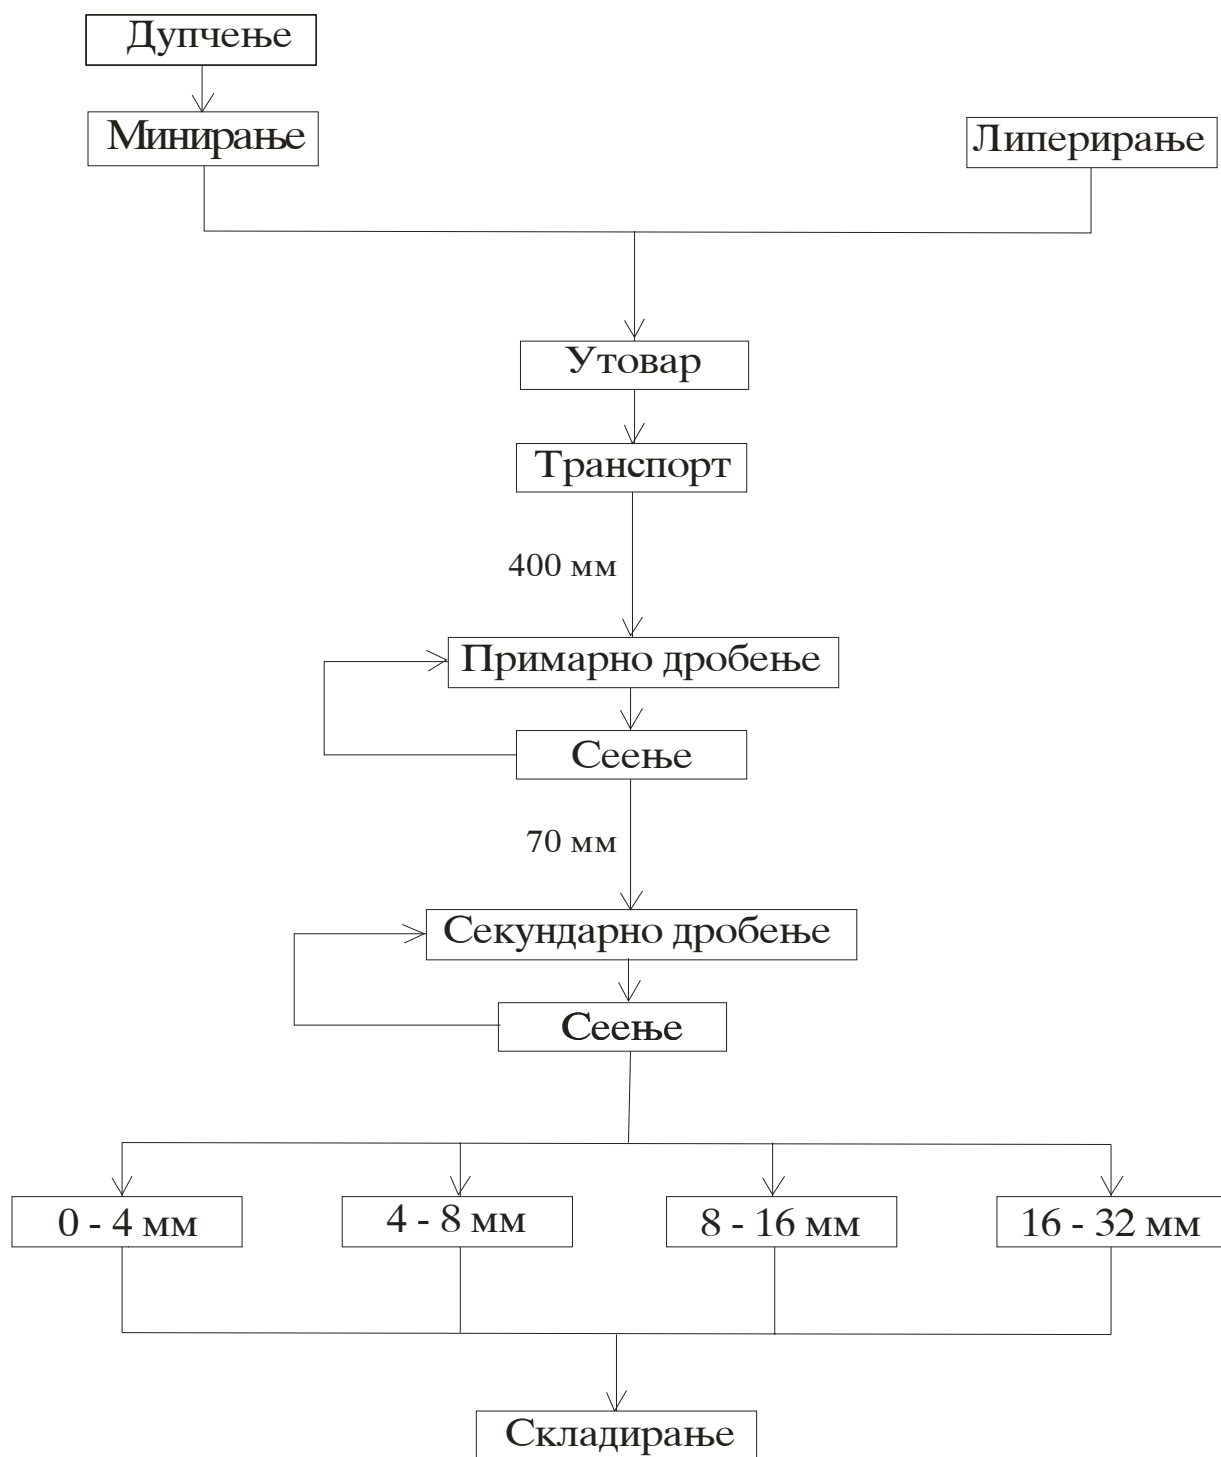 Дупчење
Минирање
Липерирање
Утовар
Транспорт
400 мм
Примарно дробење
Сеење
70 мм
Секундарно дробење
Сеење
0 - 4 мм
4 - 8 мм
8 - 16 мм
16 - 32 мм
Складирање